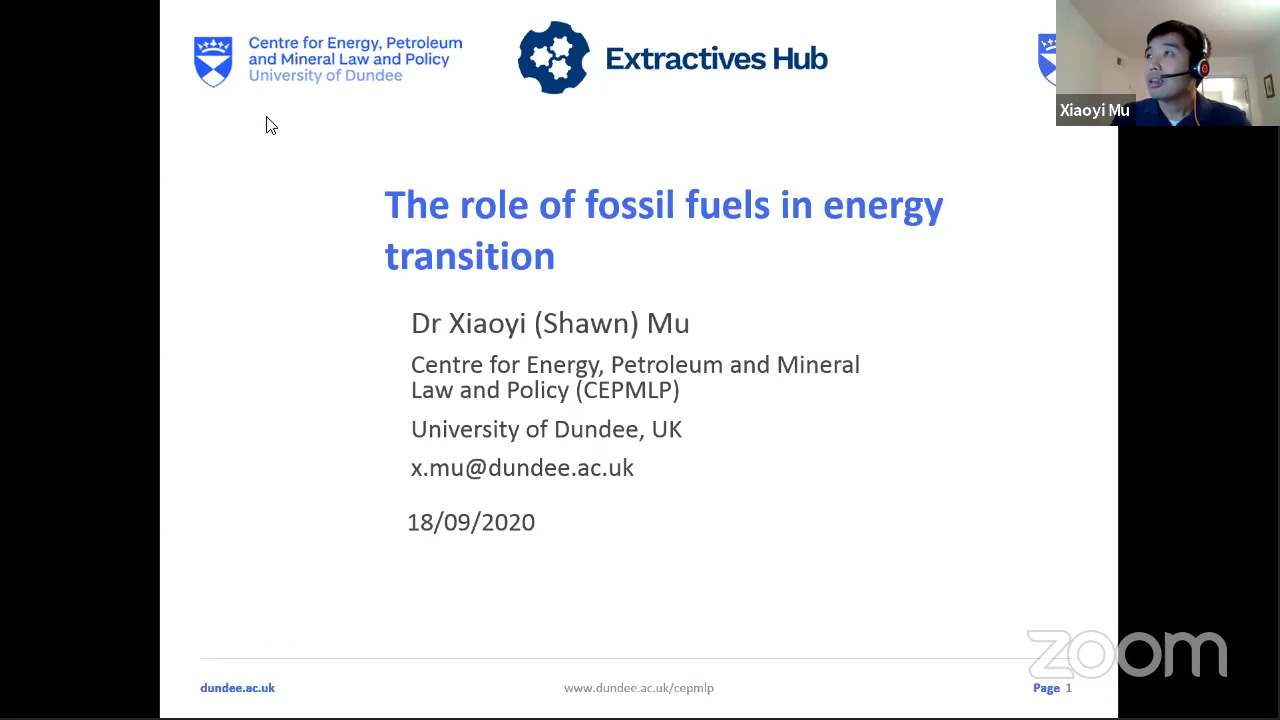 Centre for Energy, Petroleum
and Mineral Law and Policy
University of Dundee
Extractives Hub
Xiaoyi Mu
The role of fossil fuels in energy
transition
Dr Xiaoyi (Shawn) Mu
Centre for Energy, Petroleum and Mineral
Law and Policy (CEPMLP)
University of Dundee, UK
x.mu@dundee.ac.uk
18/09/2020
zoom
dundee.ac.uk
www.dundee.ac.uk/cepmlp
Page 1